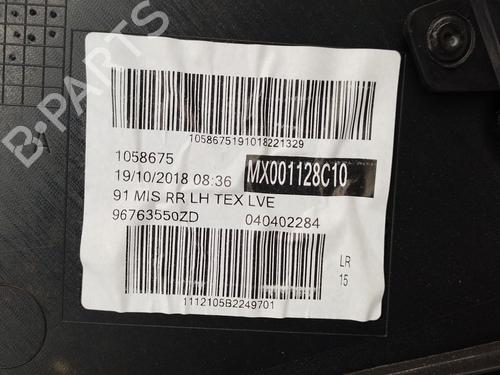 B-PARTS
A
1058675191018221329
1058675
19/10/2018 08:36
MX001128C10
91 MIS RR LH TEX LVE
96763550ZD 040402284
LR
15
1112105B2249701